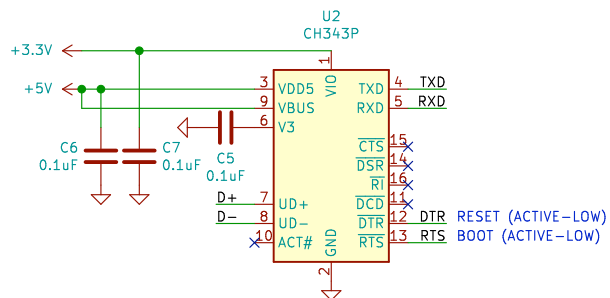 U2
CH343P
+3.3V
+5V
1
VIO
3 VDD5 TXD 4 TXD
9 VBUS RXD 5 RXD
6 V3
C6
0.1uF
C7
0.1uF
C5
0.1uF
CTS 15
DSR 14
RI 16
DCD 11
D+ 7 UD+ DTR 12 DTR RESET (ACTIVE-LOW)
D- 8 UD- RTS 13 RTS BOOT (ACTIVE-LOW)
10 ACT#
GND
2